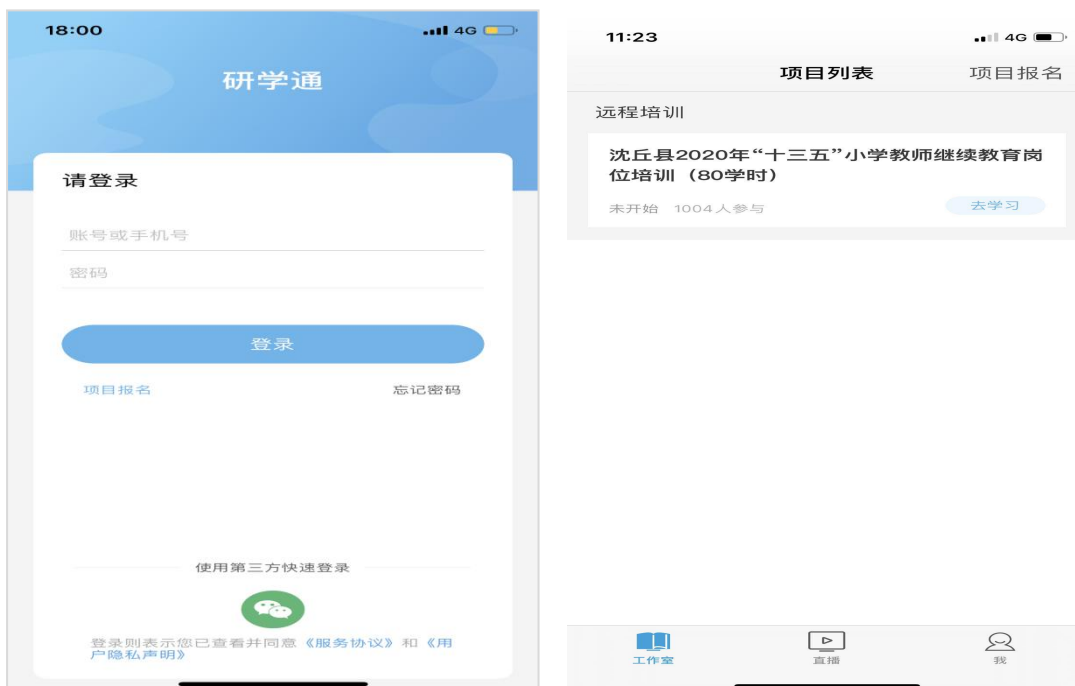 18:00
4G
研学通
请登录
账号或手机号
密码
登录
项目报名
忘记密码
使用第三方快速登录
登录则表示您已查看并同意《服务协议》和《用
户隐私声明》
11:23
4G
项目列表
项目报名
远程培训
沈丘县2020年“十三五”小学教师继续教育岗
位培训（80学时）
未开始 1004人参与
去学习
工作室
直播
我